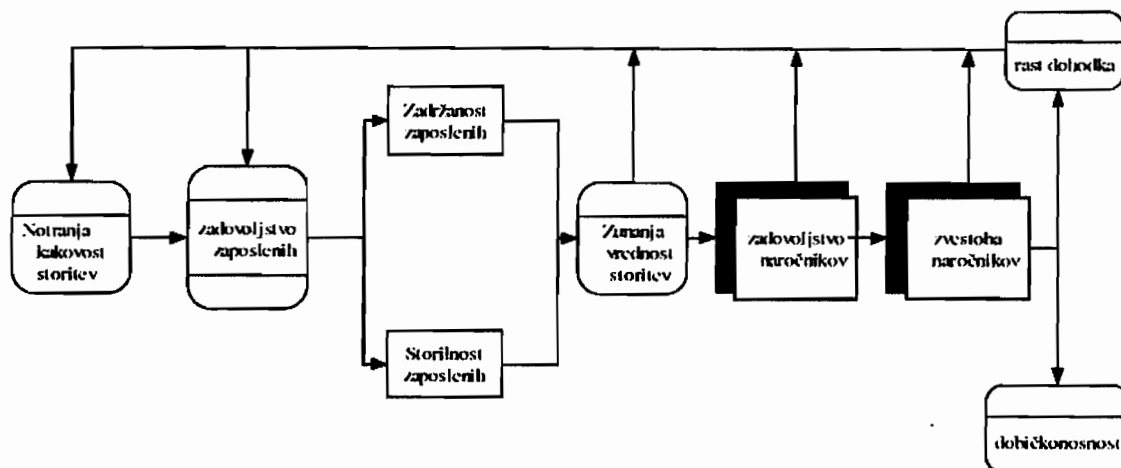 rast dohodka
Zadržanost
zaposlenih
Notranja
kakovost
storitev
zadovoljstvo
zaposlenih
Zunanja
vrednost
storitev
zadovoljstvo
naročnikov
zvestoba
naročnikov
Storilnost
zaposlenih
dobičkonosnost